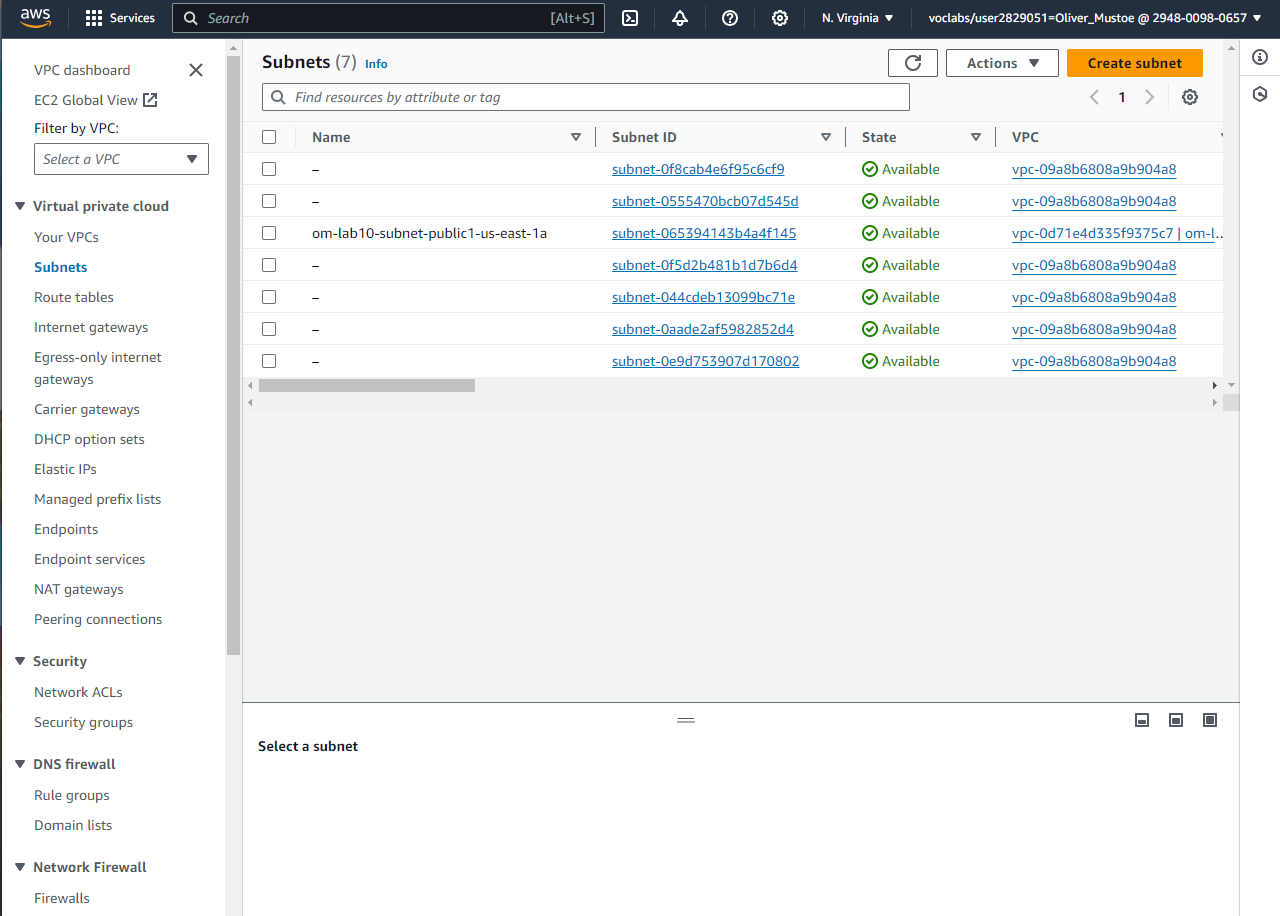 aws Services Search [Alt+S] N. Virginia voclabs/user2829051=Oliver_Mustoe @ 2948-0098-0657
VPC dashboard
EC2 Global View
Filter by VPC:
Select a VPC
Virtual private cloud
Your VPCs
Subnets
Route tables
Internet gateways
Egress-only internet
gateways
Carrier gateways
DHCP option sets
Elastic IPs
Managed prefix lists
Endpoints
Endpoint services
NAT gateways
Peering connections
Security
Network ACLs
Security groups
DNS firewall
Rule groups
Domain lists
Network Firewall
Firewalls
Subnets (7) Info Actions Create subnet
Find resources by attribute or tag 1
Name Subnet ID State VPC
– subnet-0f8cab4e6f95c6cf9 Available vpc-09a8b6808a9b904a8
– subnet-0555470bcb07d545d Available vpc-09a8b6808a9b904a8
om-lab10-subnet-public1-us-east-1a subnet-065394143b4a4f145 Available vpc-0d71e4d335f9375c7 | om-l…
– subnet-0f5d2b481b1d7b6d4 Available vpc-09a8b6808a9b904a8
– subnet-044cdeb13099bc71e Available vpc-09a8b6808a9b904a8
– subnet-0aade2af5982852d4 Available vpc-09a8b6808a9b904a8
– subnet-0e9d753907d170802 Available vpc-09a8b6808a9b904a8
Select a subnet